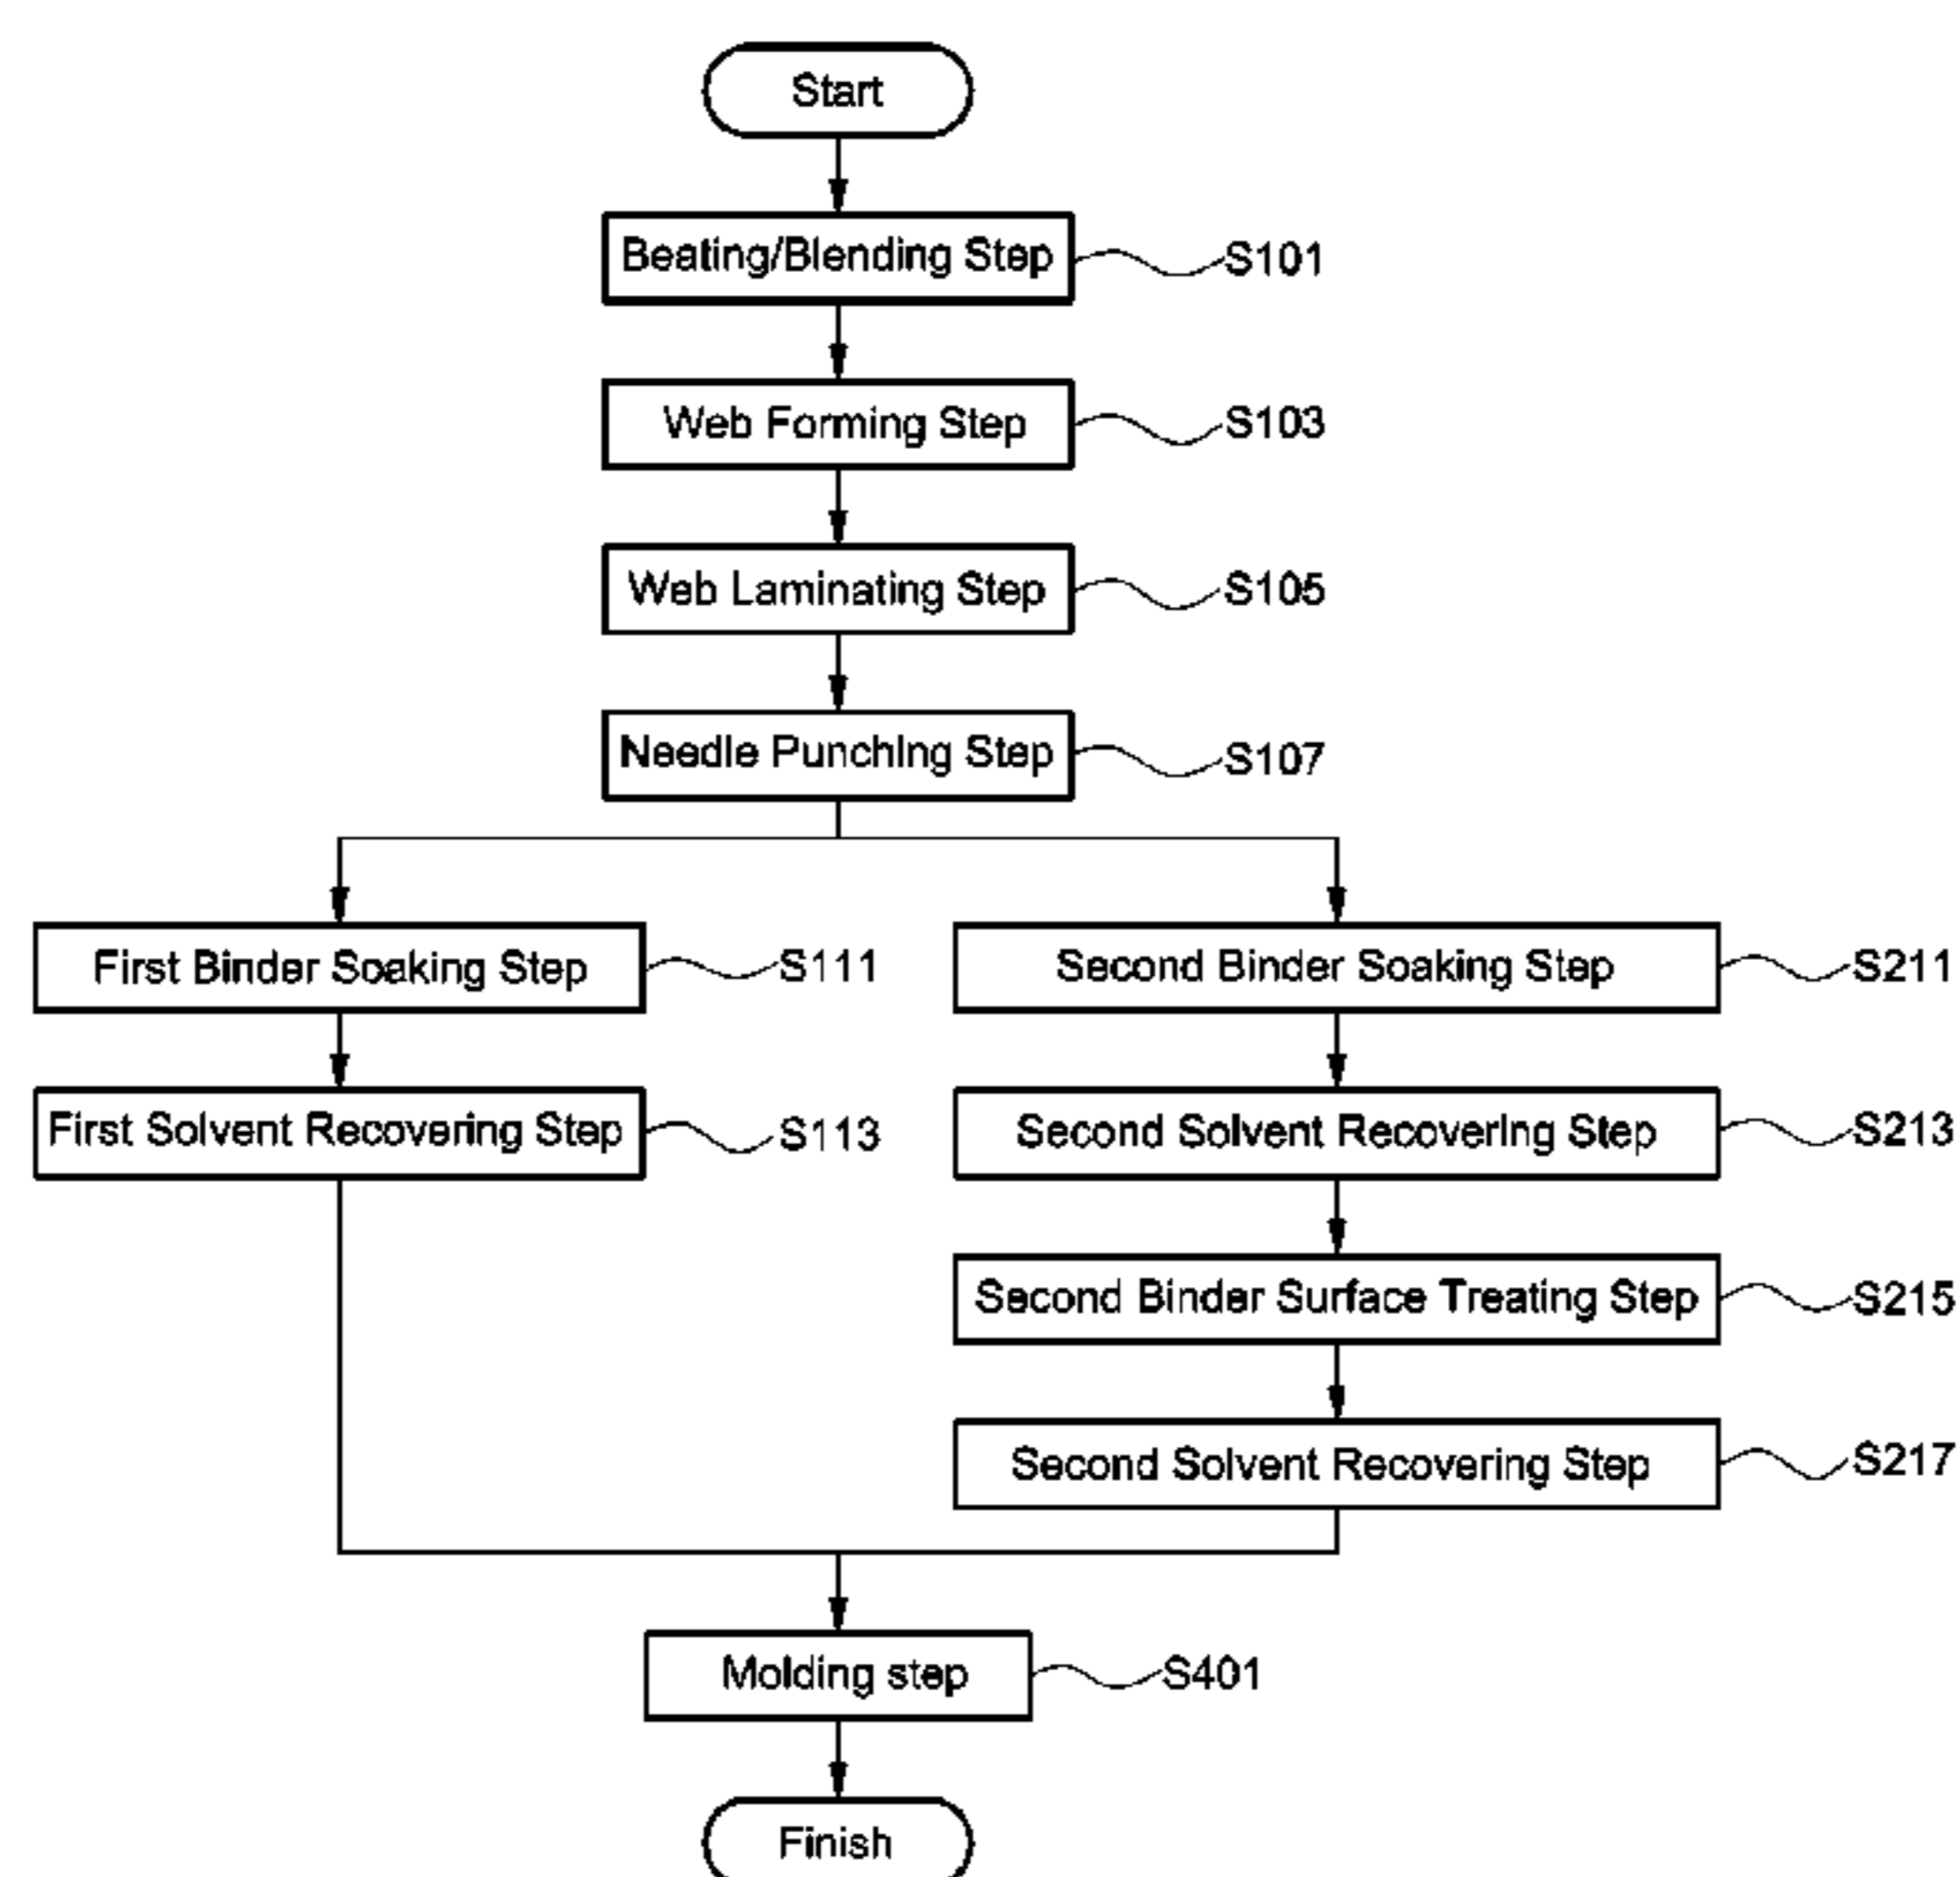 Start
Beating/Blending Step
S101
Web Forming Step
S103
Web Laminating Step
S105
Needle Punching Step
S107
First Binder Soaking Step
S111
Second Binder Soaking Step
S211
First Solvent Recovering Step
S113
Second Solvent Recovering Step
S213
Second Binder Surface Treating Step
S215
Second Solvent Recovering Step
S217
Molding step
S401
Finish